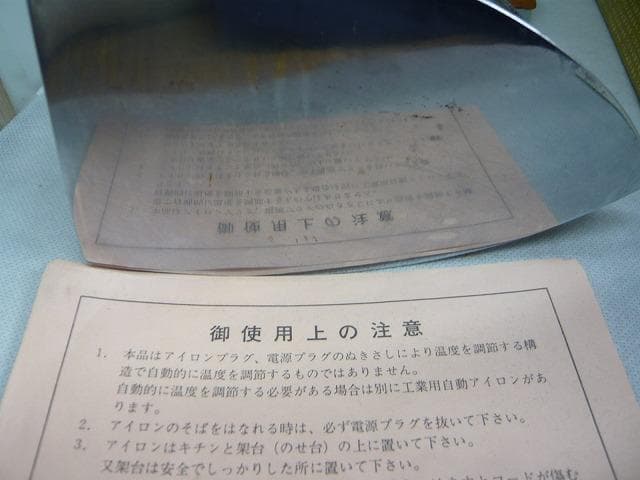 御使用上の注意
1. 本品はアイロンプラグ、電源プラグのぬきさしにより温度を調節する構
造で自動的に温度を調節するものではありません。
自動的に温度を調節する必要がある場合は別に工業用自動アイロンがあ
ります。
2. アイロンのそばをはなれる時は、必ず電源プラグを抜いて下さい。
3. アイロンはキチンと架台(のせ台)の上に置いて下さい。
又架台は安全でしっかりした所に置いて下さい。
コードが傷む